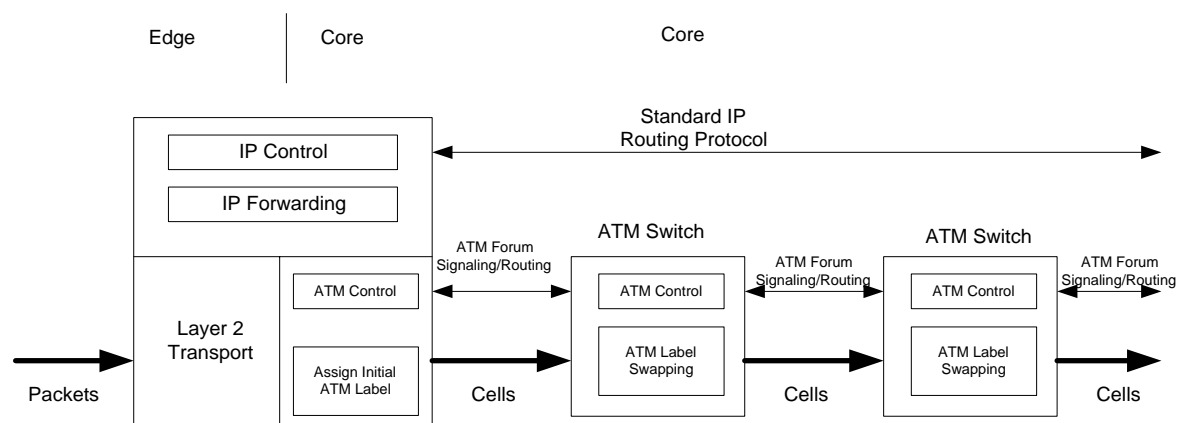 Edge
Core
Core
Standard IP
Routing Protocol
IP Control
IP Forwarding
ATM Forum
Signaling/Routing
ATM Switch
ATM Forum
Signaling/Routing
ATM Switch
ATM Forum
Signaling/Routing
ATM Control
ATM Control
ATM Control
Layer 2
Transport
Assign Initial
ATM Label
ATM Label
Swapping
ATM Label
Swapping
Packets
Cells
Cells
Cells